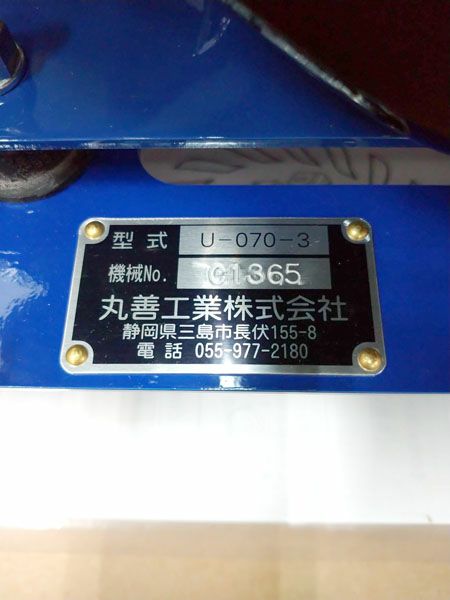 型式 U-070-3
機械No. C1365
丸善工業株式会社
静岡県三島市長伏155-8
電話 055-977-2180